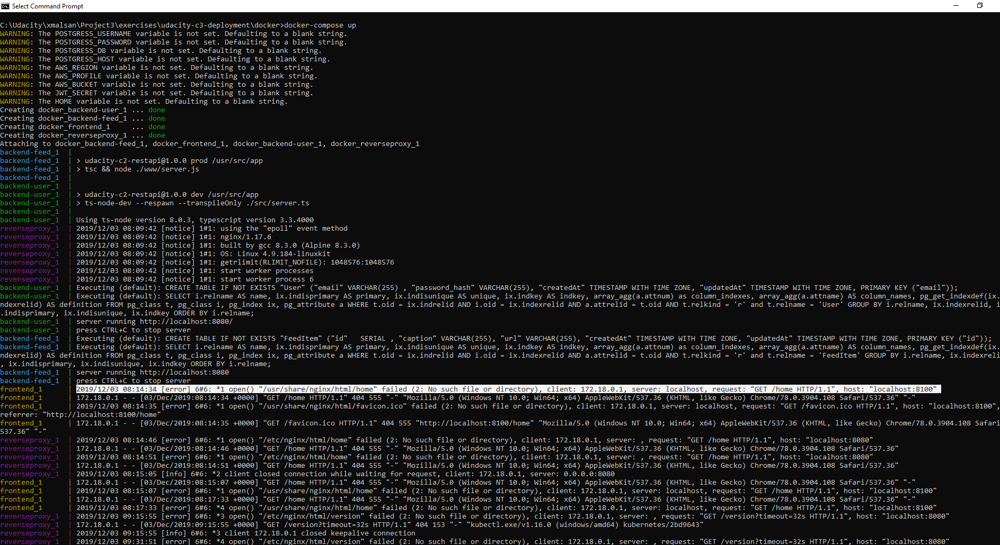 Select Command Prompt
C:\Udacity\xmalsan\Project3\exercises\udacity-c3-deployment\docker>docker-compose up
WARNING: The POSTGRESS_USERNAME variable is not set. Defaulting to a blank string.
WARNING: The POSTGRESS_PASSWORD variable is not set. Defaulting to a blank string.
WARNING: The POSTGRESS_DB variable is not set. Defaulting to a blank string.
WARNING: The POSTGRESS_HOST variable is not set. Defaulting to a blank string.
WARNING: The AWS_REGION variable is not set. Defaulting to a blank string.
WARNING: The AWS_PROFILE variable is not set. Defaulting to a blank string.
WARNING: The AWS_BUCKET variable is not set. Defaulting to a blank string.
WARNING: The JWT_SECRET variable is not set. Defaulting to a blank string.
WARNING: The HOME variable is not set. Defaulting to a blank string.
Creating docker_backend-user_1 ... done
Creating docker_backend-feed_1 ... done
Creating docker_frontend_1     ... done
Creating docker_reverseproxy_1 ... done
Attaching to docker_backend-feed_1, docker_frontend_1, docker_backend-user_1, docker_reverseproxy_1
backend-feed_1  |
backend-feed_1  | > udacity-c2-restapi@1.0.0 prod /usr/src/app
backend-feed_1  | > tsc && node ./www/server.js
backend-feed_1  |
backend-user_1  |
backend-user_1  | > udacity-c2-restapi@1.0.0 dev /usr/src/app
backend-user_1  | > ts-node-dev --respawn --transpileOnly ./src/server.ts
backend-user_1  |
backend-user_1  | Using ts-node version 8.0.3, typescript version 3.3.4000
reverseproxy_1  | 2019/12/03 08:09:42 [notice] 1#1: using the "epoll" event method
reverseproxy_1  | 2019/12/03 08:09:42 [notice] 1#1: nginx/1.17.6
reverseproxy_1  | 2019/12/03 08:09:42 [notice] 1#1: built by gcc 8.3.0 (Alpine 8.3.0)
reverseproxy_1  | 2019/12/03 08:09:42 [notice] 1#1: OS: Linux 4.9.184-linuxkit
reverseproxy_1  | 2019/12/03 08:09:42 [notice] 1#1: getrlimit(RLIMIT_NOFILE): 1048576:1048576
reverseproxy_1  | 2019/12/03 08:09:42 [notice] 1#1: start worker processes
reverseproxy_1  | 2019/12/03 08:09:42 [notice] 1#1: start worker process 6
backend-user_1  | Executing (default): CREATE TABLE IF NOT EXISTS "User" ("email" VARCHAR(255) , "password_hash" VARCHAR(255), "createdAt" TIMESTAMP WITH TIME ZONE, "updatedAt" TIMESTAMP WITH TIME ZONE, PRIMARY KEY ("email"));
backend-user_1  | Executing (default): SELECT i.relname AS name, ix.indisprimary AS primary, ix.indisunique AS unique, ix.indkey AS indkey, array_agg(a.attnum) as column_indexes, array_agg(a.attname) AS column_names, pg_get_indexdef(ix.
ndexrelid) AS definition FROM pg_class t, pg_class i, pg_index ix, pg_attribute a WHERE t.oid = ix.indrelid AND i.oid = ix.indexrelid AND a.attrelid = t.oid AND t.relkind = 'r' and t.relname = 'User' GROUP BY i.relname, ix.indexrelid, i
.indisprimary, ix.indisunique, ix.indkey ORDER BY i.relname;
backend-user_1  | server running http://localhost:8080/
backend-user_1  | press CTRL+C to stop server
backend-feed_1  | Executing (default): CREATE TABLE IF NOT EXISTS "FeedItem" ("id"   SERIAL , "caption" VARCHAR(255), "url" VARCHAR(255), "createdAt" TIMESTAMP WITH TIME ZONE, "updatedAt" TIMESTAMP WITH TIME ZONE, PRIMARY KEY ("id"));
backend-feed_1  | Executing (default): SELECT i.relname AS name, ix.indisprimary AS primary, ix.indisunique AS unique, ix.indkey AS indkey, array_agg(a.attnum) as column_indexes, array_agg(a.attname) AS column_names, pg_get_indexdef(ix.
ndexrelid) AS definition FROM pg_class t, pg_class i, pg_index ix, pg_attribute a WHERE t.oid = ix.indrelid AND i.oid = ix.indexrelid AND a.attrelid = t.oid AND t.relkind = 'r' and t.relname = 'FeedItem' GROUP BY i.relname, ix.indexreli
, ix.indisprimary, ix.indisunique, ix.indkey ORDER BY i.relname;
backend-feed_1  | server running http://localhost:8080
backend-feed_1  | press CTRL+C to stop server
frontend_1      | 2019/12/03 08:14:34 [error] 6#6: *1 open() "/usr/share/nginx/html/home" failed (2: No such file or directory), client: 172.18.0.1, server: localhost, request: "GET /home HTTP/1.1", host: "localhost:8100"
frontend_1      | 172.18.0.1 - - [03/Dec/2019:08:14:34 +0000] "GET /home HTTP/1.1" 404 555 "-" "Mozilla/5.0 (Windows NT 10.0; Win64; x64) AppleWebKit/537.36 (KHTML, like Gecko) Chrome/78.0.3904.108 Safari/537.36" "-"
frontend_1      | 2019/12/03 08:14:35 [error] 6#6: *1 open() "/usr/share/nginx/html/favicon.ico" failed (2: No such file or directory), client: 172.18.0.1, server: localhost, request: "GET /favicon.ico HTTP/1.1", host: "localhost:8100",
referrer: "http://localhost:8100/home"
frontend_1      | 172.18.0.1 - - [03/Dec/2019:08:14:35 +0000] "GET /favicon.ico HTTP/1.1" 404 555 "http://localhost:8100/home" "Mozilla/5.0 (Windows NT 10.0; Win64; x64) AppleWebKit/537.36 (KHTML, like Gecko) Chrome/78.0.3904.108 Safari
537.36" "-"
reverseproxy_1  | 2019/12/03 08:14:46 [error] 6#6: *1 open() "/etc/nginx/html/home" failed (2: No such file or directory), client: 172.18.0.1, server: , request: "GET /home HTTP/1.1", host: "localhost:8080"
reverseproxy_1  | 172.18.0.1 - - [03/Dec/2019:08:14:46 +0000] "GET /home HTTP/1.1" 404 555 "-" "Mozilla/5.0 (Windows NT 10.0; Win64; x64) AppleWebKit/537.36 (KHTML, like Gecko) Chrome/78.0.3904.108 Safari/537.36"
reverseproxy_1  | 2019/12/03 08:14:51 [error] 6#6: *1 open() "/etc/nginx/html/home" failed (2: No such file or directory), client: 172.18.0.1, server: , request: "GET /home HTTP/1.1", host: "localhost:8080"
reverseproxy_1  | 172.18.0.1 - - [03/Dec/2019:08:14:51 +0000] "GET /home HTTP/1.1" 404 555 "-" "Mozilla/5.0 (Windows NT 10.0; Win64; x64) AppleWebKit/537.36 (KHTML, like Gecko) Chrome/78.0.3904.108 Safari/537.36"
reverseproxy_1  | 2019/12/03 08:15:05 [info] 6#6: *2 client closed connection while waiting for request, client: 172.18.0.1, server: 0.0.0.0:8080
frontend_1      | 172.18.0.1 - - [03/Dec/2019:08:15:07 +0000] "GET /home HTTP/1.1" 404 555 "-" "Mozilla/5.0 (Windows NT 10.0; Win64; x64) AppleWebKit/537.36 (KHTML, like Gecko) Chrome/78.0.3904.108 Safari/537.36" "-"
frontend_1      | 2019/12/03 08:15:07 [error] 6#6: *1 open() "/usr/share/nginx/html/home" failed (2: No such file or directory), client: 172.18.0.1, server: localhost, request: "GET /home HTTP/1.1", host: "localhost:8100"
frontend_1      | 172.18.0.1 - - [03/Dec/2019:08:17:33 +0000] "GET /home HTTP/1.1" 404 555 "-" "Mozilla/5.0 (Windows NT 10.0; Win64; x64) AppleWebKit/537.36 (KHTML, like Gecko) Chrome/78.0.3904.108 Safari/537.36" "-"
frontend_1      | 2019/12/03 08:17:33 [error] 6#6: *4 open() "/usr/share/nginx/html/home" failed (2: No such file or directory), client: 172.18.0.1, server: localhost, request: "GET /home HTTP/1.1", host: "localhost:8100"
reverseproxy_1  | 2019/12/03 09:15:55 [error] 6#6: *3 open() "/etc/nginx/html/version" failed (2: No such file or directory), client: 172.18.0.1, server: , request: "GET /version?timeout=32s HTTP/1.1", host: "localhost:8080"
reverseproxy_1  | 172.18.0.1 - - [03/Dec/2019:09:15:55 +0000] "GET /version?timeout=32s HTTP/1.1" 404 153 "-" "kubectl.exe/v1.16.0 (windows/amd64) kubernetes/2bd9643"
reverseproxy_1  | 2019/12/03 09:15:55 [info] 6#6: *3 client 172.18.0.1 closed keepalive connection
reverseproxy_1  | 2019/12/03 09:31:51 [error] 6#6: *4 open() "/etc/nginx/html/version" failed (2: No such file or directory), client: 172.18.0.1, server: , request: "GET /version?timeout=32s HTTP/1.1", host: "localhost:8080"